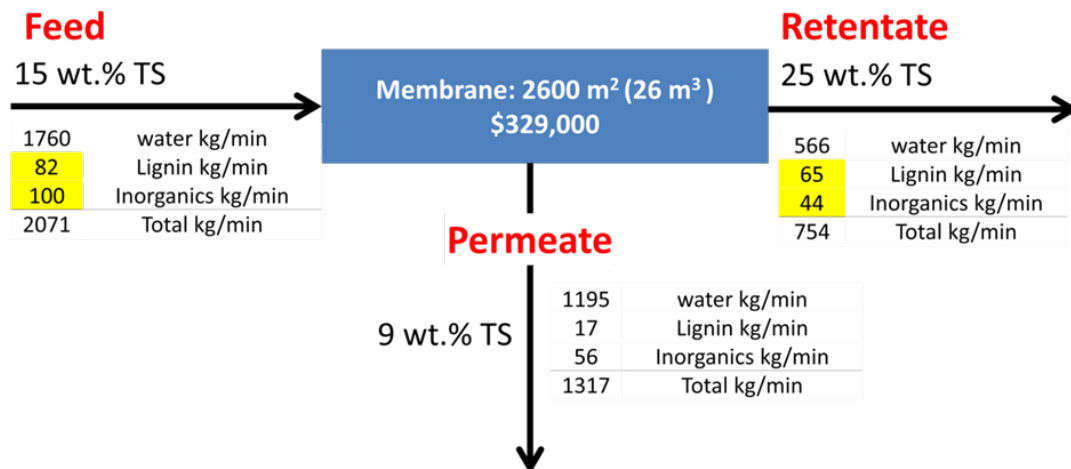 Feed
15 wt.% TS
1760 water kg/min
82 Lignin kg/min
100 Inorganics kg/min
2071 Total kg/min
Membrane: 2600 m² (26 m³ )
$329,000
Retentate
25 wt.% TS
566 water kg/min
65 Lignin kg/min
44 Inorganics kg/min
754 Total kg/min
Permeate
9 wt.% TS
1195 water kg/min
17 Lignin kg/min
56 Inorganics kg/min
1317 Total kg/min